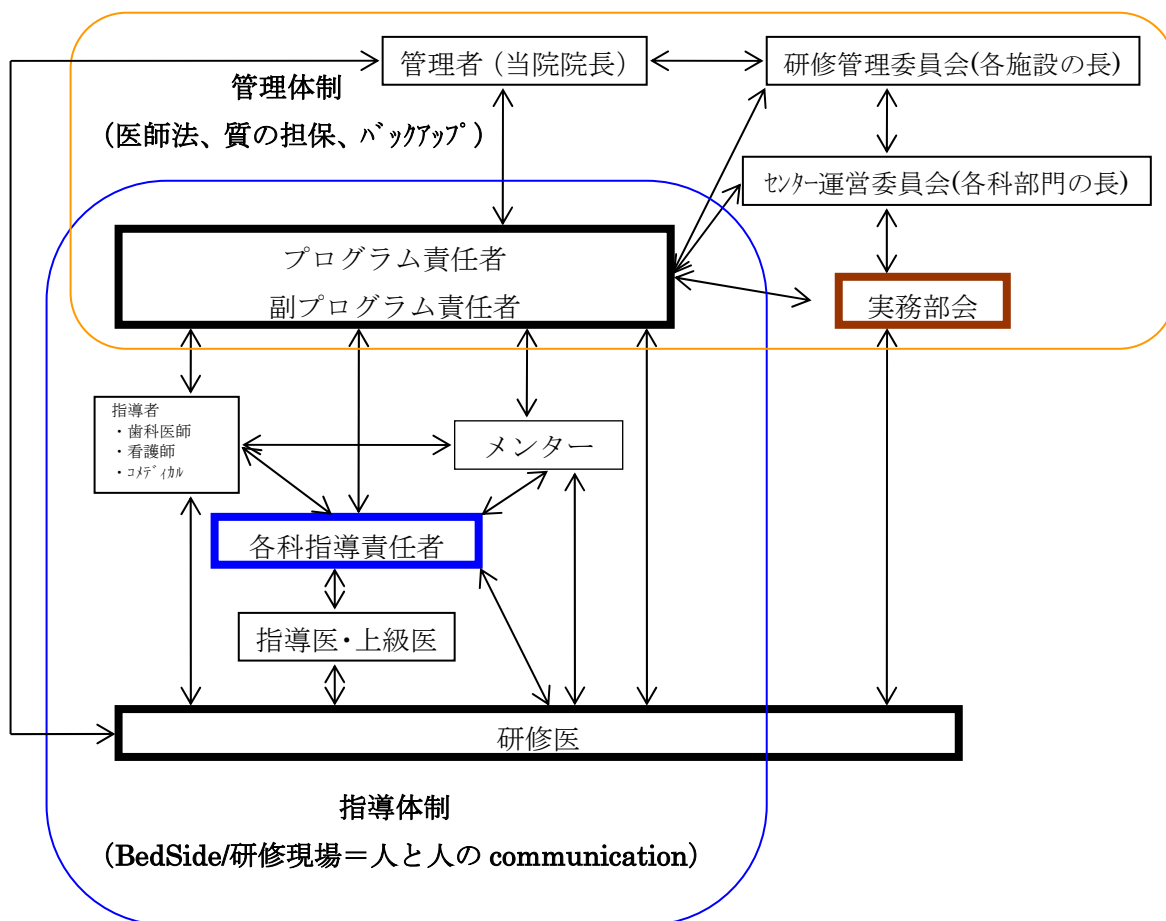 管理者（当院院長）
研修管理委員会(各施設の長)
管理体制
（医師法、質の担保、ﾊﾞｯｸｱｯﾌﾟ）
ｾﾝﾀｰ運営委員会(各科部門の長)
プログラム責任者
副プログラム責任者
実務部会
指導者
・歯科医師
・看護師
・ｺﾒﾃﾞｨｶﾙ
メンター
各科指導責任者
指導医・上級医
研修医
指導体制
（BedSide/研修現場＝人と人の communication）